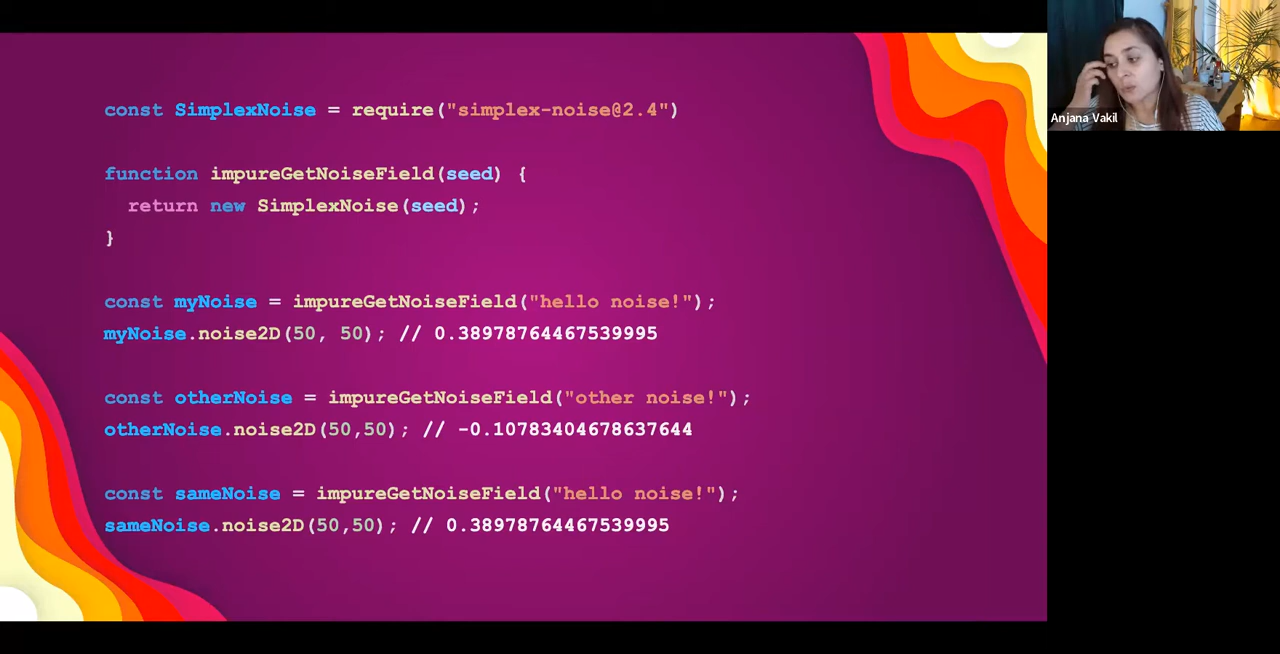 const SimplexNoise = require("simplex-noise@2.4")
function impureGetNoiseField(seed) {
return new SimplexNoise(seed);
}
const myNoise = impureGetNoiseField("hello noise!");
myNoise.noise2D(50, 50); // 0.38978764467539995
const otherNoise = impureGetNoiseField("other noise!");
otherNoise.noise2D(50,50); // -0.10783404678637644
const sameNoise = impureGetNoiseField("hello noise!");
sameNoise.noise2D(50,50); // 0.38978764467539995
Anjana Vakil